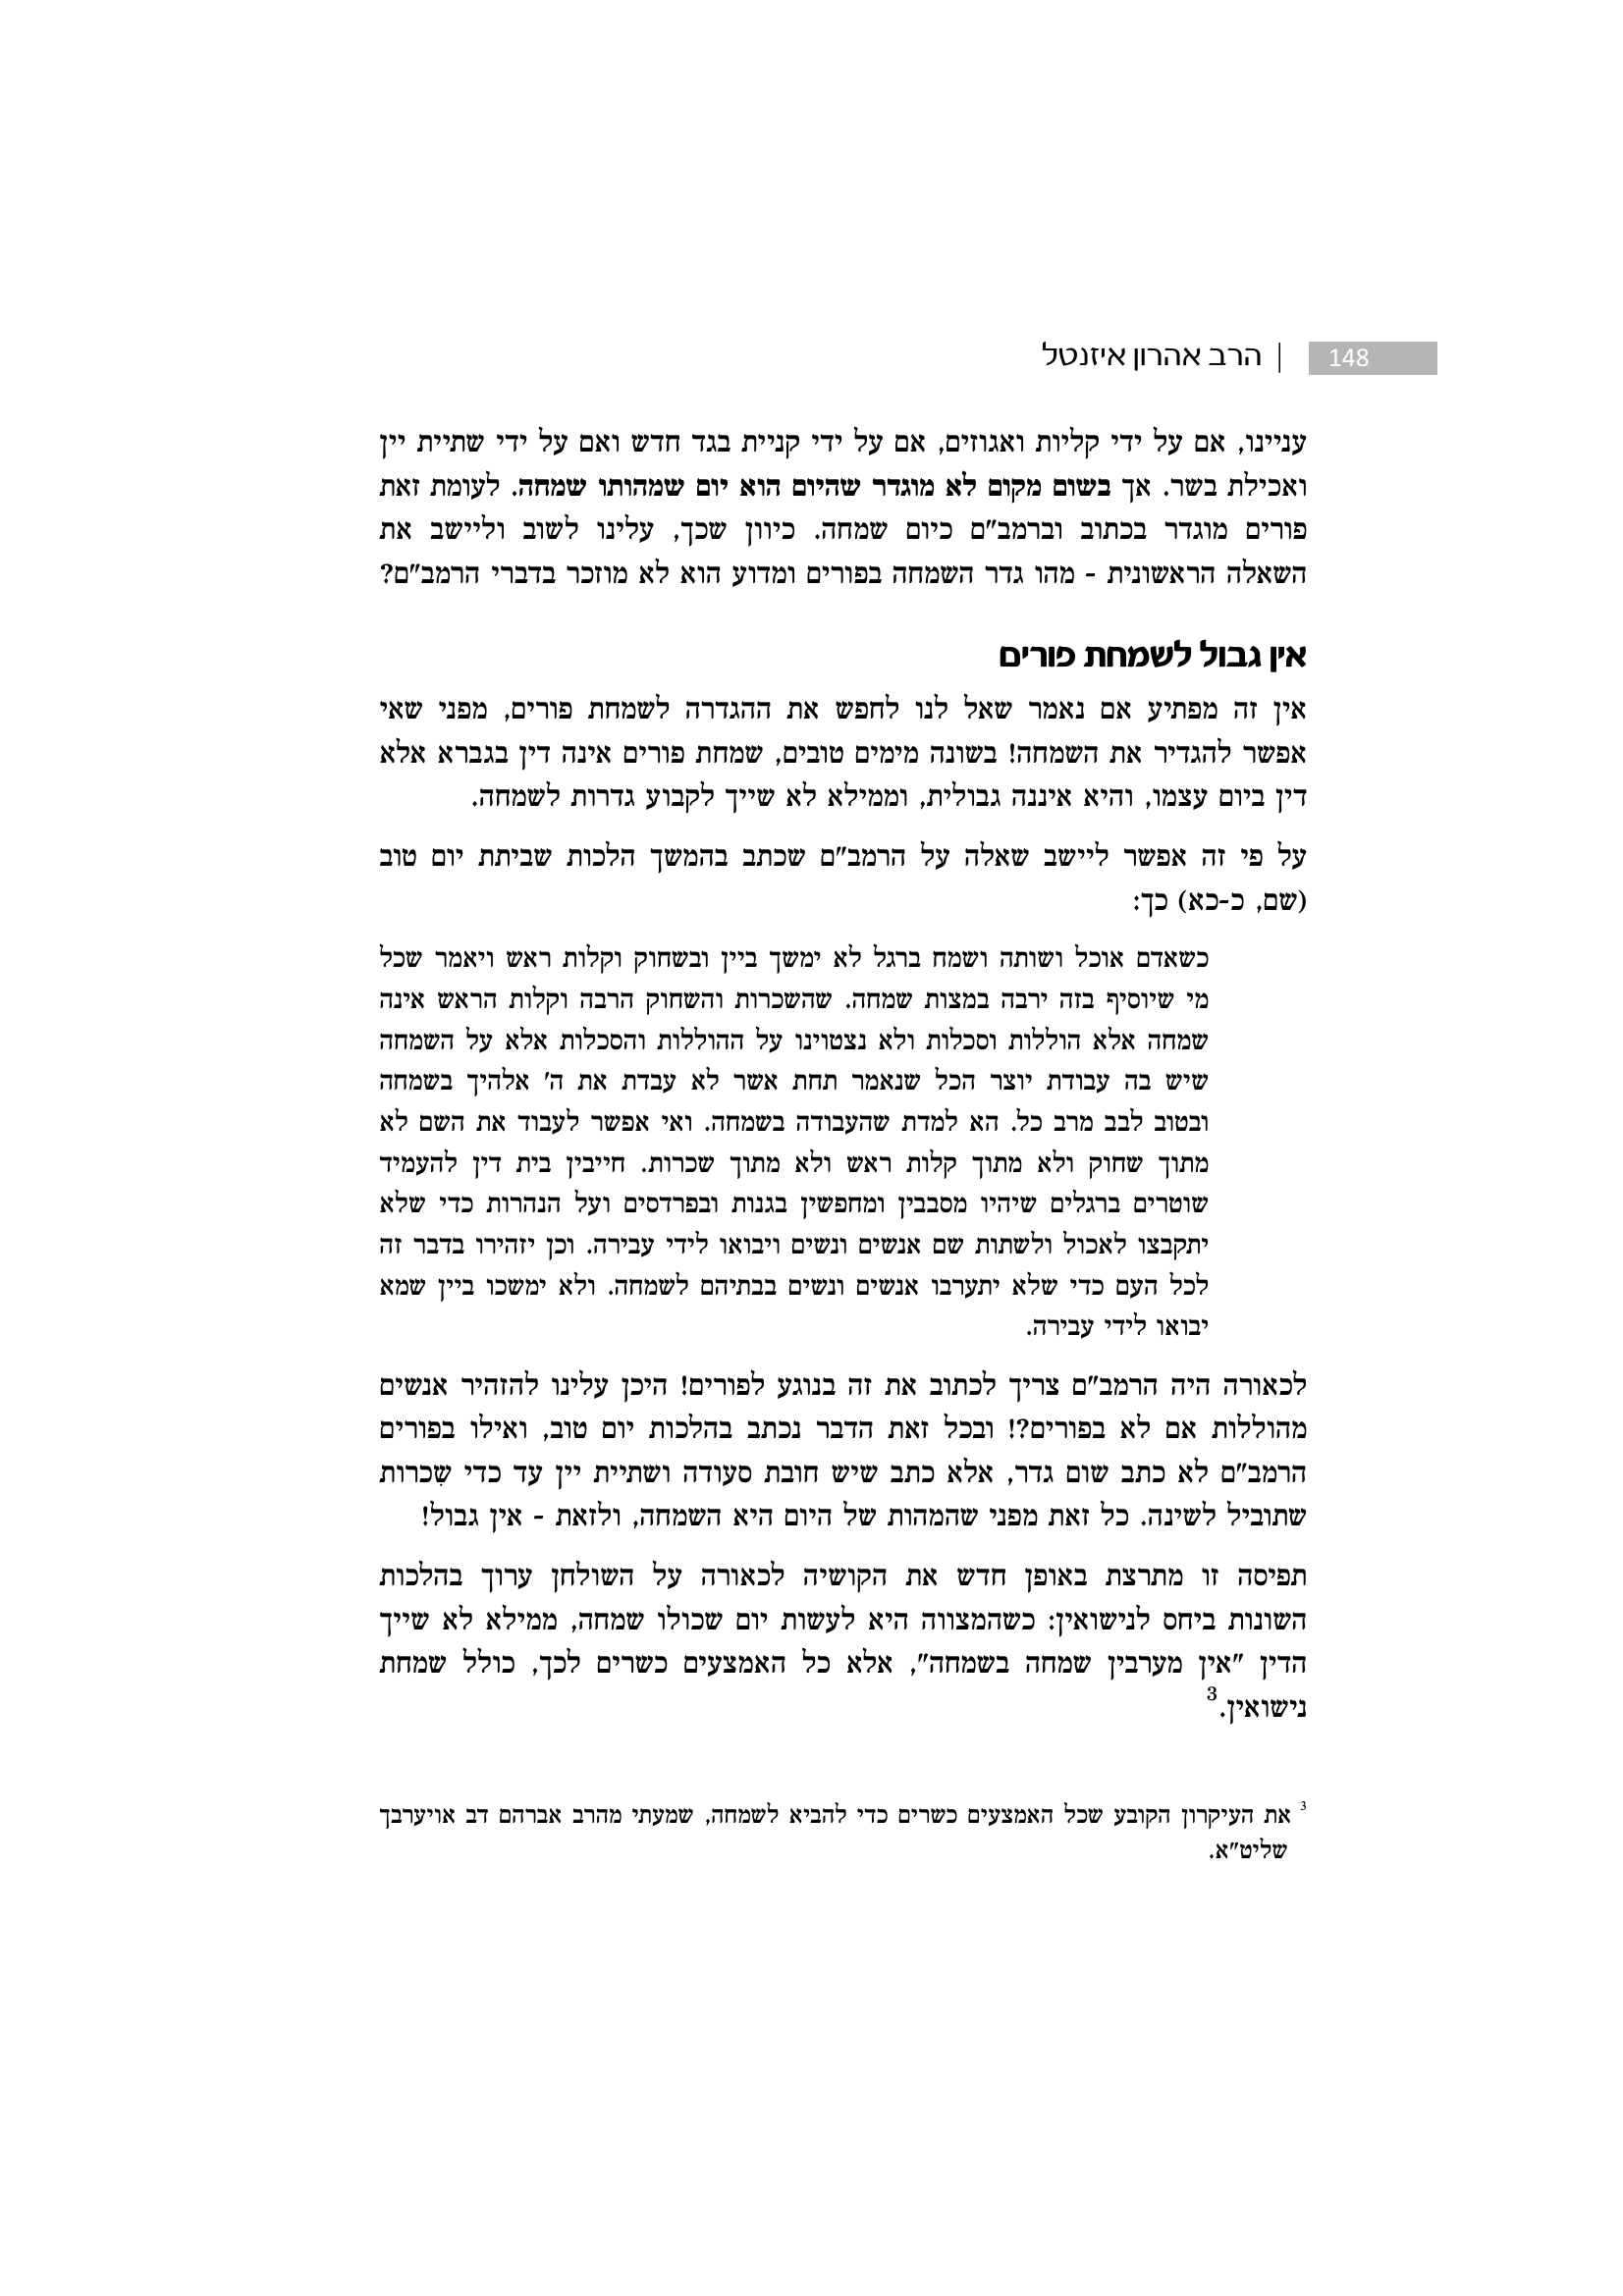 148 | הרב אהרון איזנטל
עניינו, אם על ידי קליות ואגוזים, אם על ידי קניית בגד חדש ואם על ידי שתיית יין
ואכילת בשר. אך בשום מקום לא מוגדר שהיום הוא יום שמהותו שמחה. לעומת זאת
פורים מוגדר בכתוב וברמב"ם כיום שמחה. כיוון שכך, עלינו לשוב וליישב את
השאלה הראשונית - מהו גדר השמחה בפורים ומדוע הוא לא מוזכר בדברי הרמב"ם?
אין גבול לשמחת פורים
אין זה מפתיע אם נאמר שאל לנו לחפש את ההגדרה לשמחת פורים, מפני שאי
אפשר להגדיר את השמחה! בשונה מימים טובים, שמחת פורים אינה דין בגברא אלא
דין ביום עצמו, והיא איננה גבולית, וממילא לא שייך לקבוע גדרות לשמחה.
על פי זה אפשר ליישב שאלה על הרמב"ם שכתב בהמשך הלכות שביתת יום טוב
(שם, כ-כא) כך:
כשאדם אוכל ושותה ושמח ברגל לא ימשך ביין ובשחוק וקלות ראש ויאמר שכל
מי שיוסיף בזה ירבה במצות שמחה. שהשכרות והשחוק הרבה וקלות הראש אינה
שמחה אלא הוללות וסכלות ולא נצטוינו על ההוללות והסכלות אלא על השמחה
שיש בה עבודת יוצר הכל שנאמר תחת אשר לא עבדת את ה' אלהיך בשמחה
ובטוב לבב מרב כל. הא למדת שהעבודה בשמחה. ואי אפשר לעבוד את השם לא
מתוך שחוק ולא מתוך קלות ראש ולא מתוך שכרות. חייבין בית דין להעמיד
שוטרים ברגלים שיהיו מסבבין ומחפשין בגנות ובפרדסים ועל הנהרות כדי שלא
יתקבצו לאכול ולשתות שם אנשים ונשים ויבואו לידי עבירה. וכן יזהירו בדבר זה
לכל העם כדי שלא יתערבו אנשים ונשים בבתיהם לשמחה. ולא ימשכו ביין שמא
יבואו לידי עבירה.
לכאורה היה הרמב"ם צריך לכתוב את זה בנוגע לפורים! היכן עלינו להזהיר אנשים
מהוללות אם לא בפורים?! ובכל זאת הדבר נכתב בהלכות יום טוב, ואילו בפורים
הרמב"ם לא כתב שום גדר, אלא כתב שיש חובת סעודה ושתיית יין עד כדי שִכרות
שתוביל לשינה. כל זאת מפני שהמהות של היום היא השמחה, ולזאת - אין גבול!
תפיסה זו מתרצת באופן חדש את הקושיה לכאורה על השולחן ערוך בהלכות
השונות ביחס לנישואין: כשהמצווה היא לעשות יום שכולו שמחה, ממילא לא שייך
הדין "אין מערבין שמחה בשמחה", אלא כל האמצעים כשרים לכך, כולל שמחת
נישואין.3
3 את העיקרון הקובע שכל האמצעים כשרים כדי להביא לשמחה, שמעתי מהרב אברהם דב אויערבך
שליט"א.